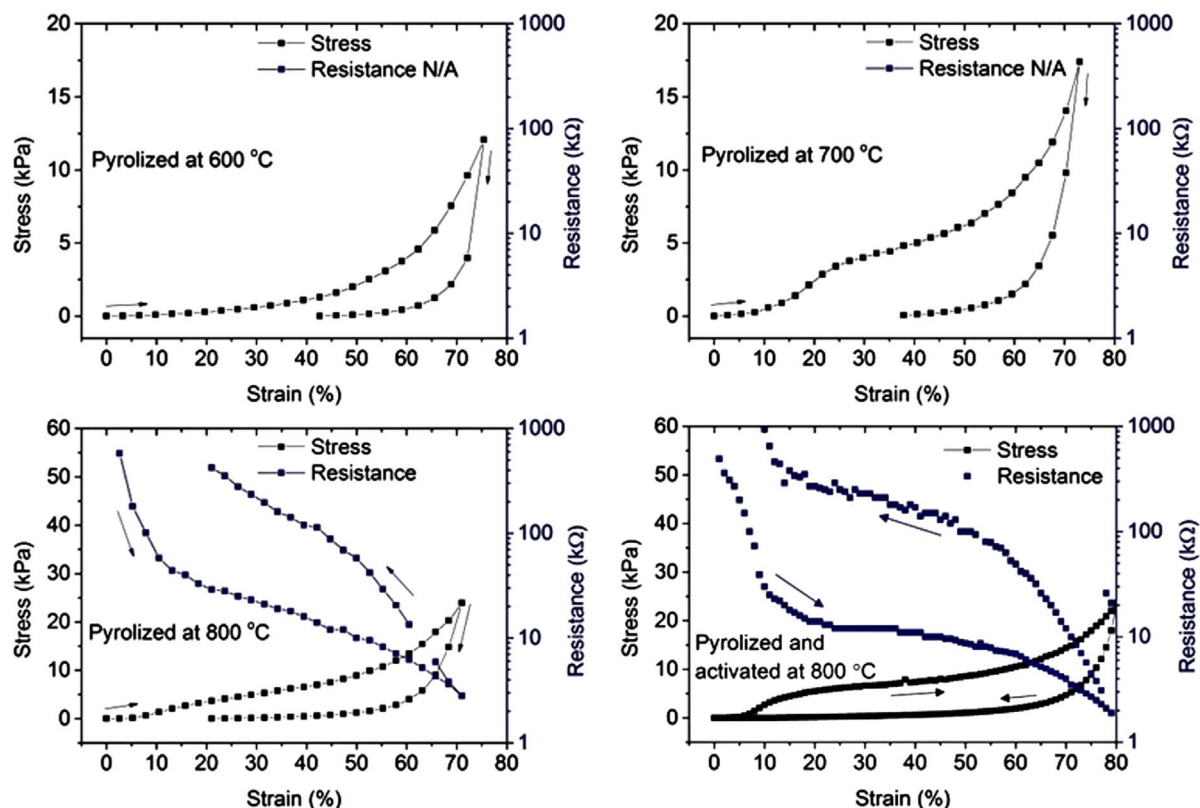 20
15
10
5
0
Stress (kPa)
Stress
Resistance N/A
Pyrolized at 600 °C
1000
100
10
1
Resistance (kΩ)
0 10 20 30 40 50 60 70 80
Strain (%)
20
15
10
5
0
Stress (kPa)
Stress
Resistance N/A
Pyrolized at 700 °C
1000
100
10
1
Resistance (kΩ)
0 10 20 30 40 50 60 70 80
Strain (%)
60
50
40
30
20
10
0
Stress (kPa)
Stress
Resistance
Pyrolized at 800 °C
1000
100
10
1
Resistance (kΩ)
0 10 20 30 40 50 60 70 80
Strain (%)
60
50
40
30
20
10
0
Stress (kPa)
Stress
Resistance
Pyrolized and
activated at 800 °C
1000
100
10
1
Resistance (kΩ)
0 10 20 30 40 50 60 70 80
Strain (%)